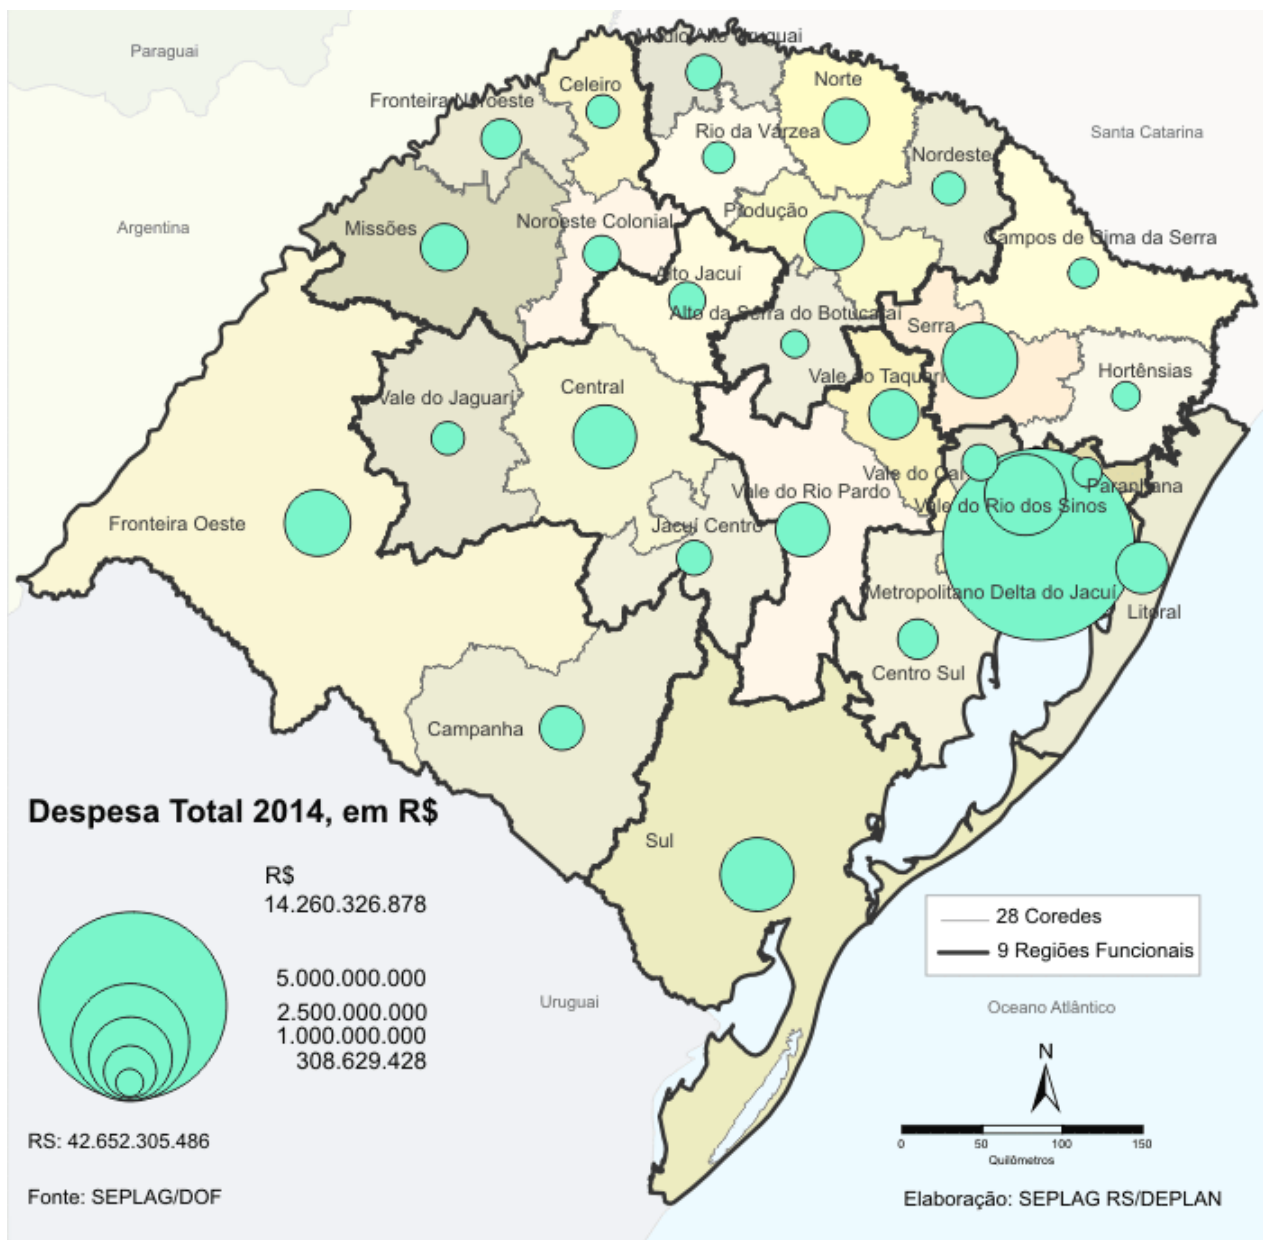 Paraguai
Médio Alto Uruguai
Celeiro
Norte
Fronteira Noroeste
Rio da Várzea
Santa Catarina
Nordeste
Argentina
Missões
Noroeste Colonial
Produção
Campos de Cima da Serra
Alto Jacuí
Alto da Serra do Botucaraí
Serra
Vale do Jaguari
Central
Vale do Taquari
Hortênsias
Vale do Caí
Paranhana
Vale do Rio Pardo
Vale do Rio dos Sinos
Fronteira Oeste
Jacuí Centro
Metropolitano Delta do Jacuí
Litoral
Centro Sul
Campanha
Sul
Despesa Total 2014, em R$
R$
14.260.326.878
5.000.000.000
2.500.000.000
1.000.000.000
308.629.428
RS: 42.652.305.486
Fonte: SEPLAG/DOF
Uruguai
28 Coredes
9 Regiões Funcionais
Oceano Atlântico
N
0 50 100 150
Quilômetros
Elaboração: SEPLAG RS/DEPLAN